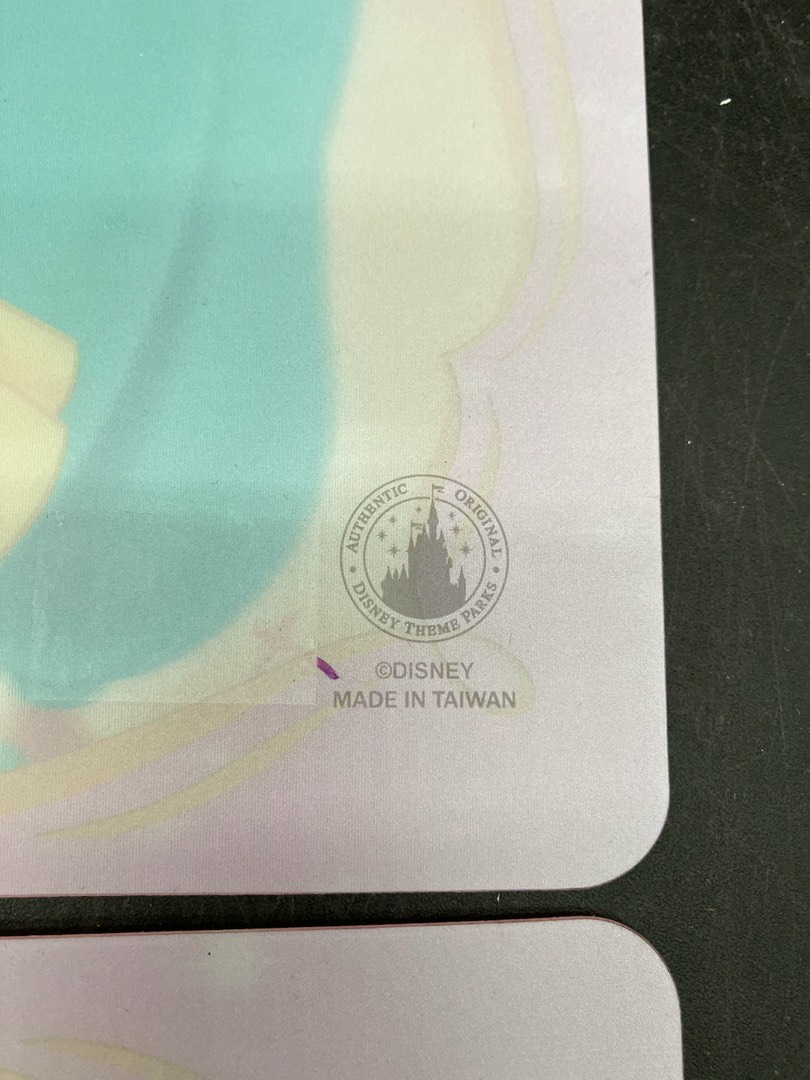 AUTHENTIC ORIGINAL
DISNEY THEME PARKS
©DISNEY
MADE IN TAIWAN